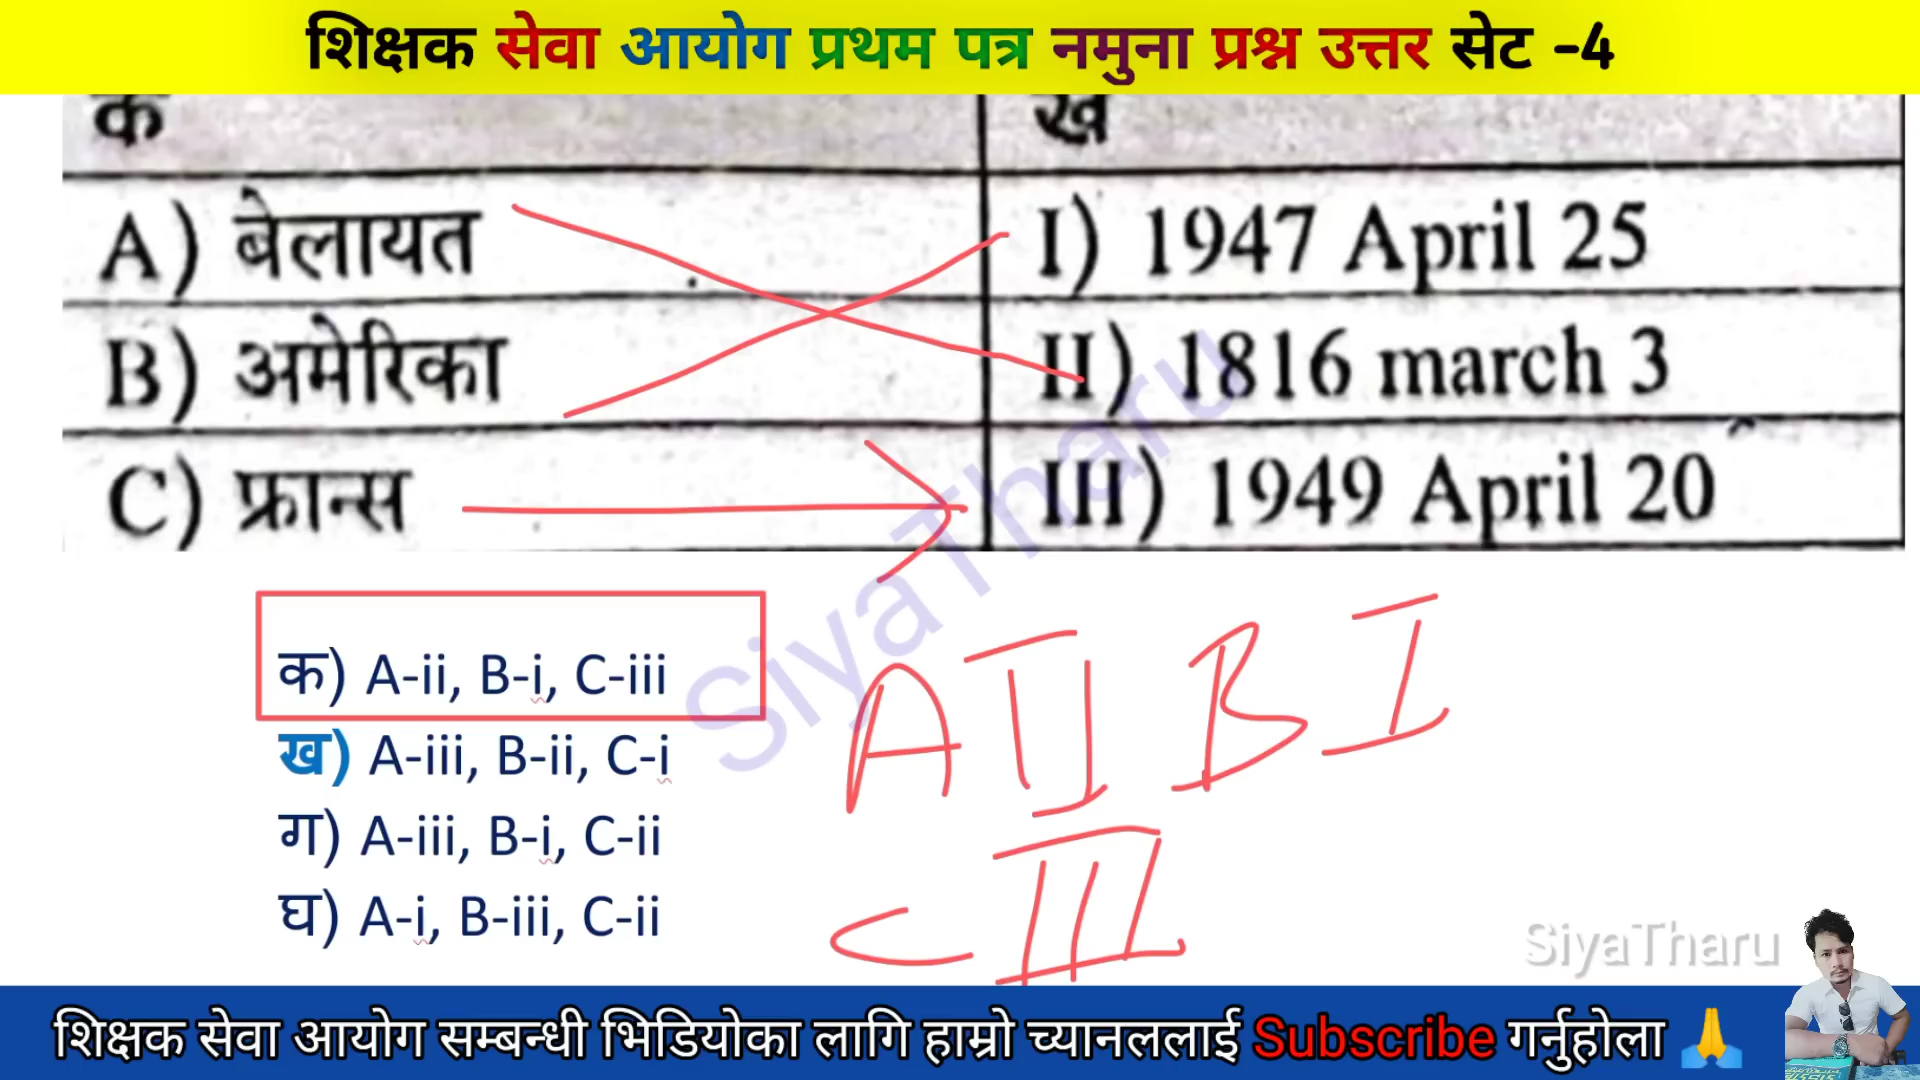 शिक्षक सेवा आयोग प्रथम पत्र नमुना प्रश्न उत्तर सेट -4
क ख
A) बेलायत I) 1947 April 25
B) अमेरिका II) 1816 march 3
C) फ्रान्स III) 1949 April 20
क) A-ii, B-i, C-iii
ख) A-iii, B-ii, C-i
ग) A-iii, B-i, C-ii
घ) A-i, B-iii, C-ii
A II B I
C III
SiyaTharu
SiyaTharu
शिक्षक सेवा आयोग सम्बन्धी भिडियोका लागि हाम्रो च्यानललाई Subscribe गर्नुहोला 🙏